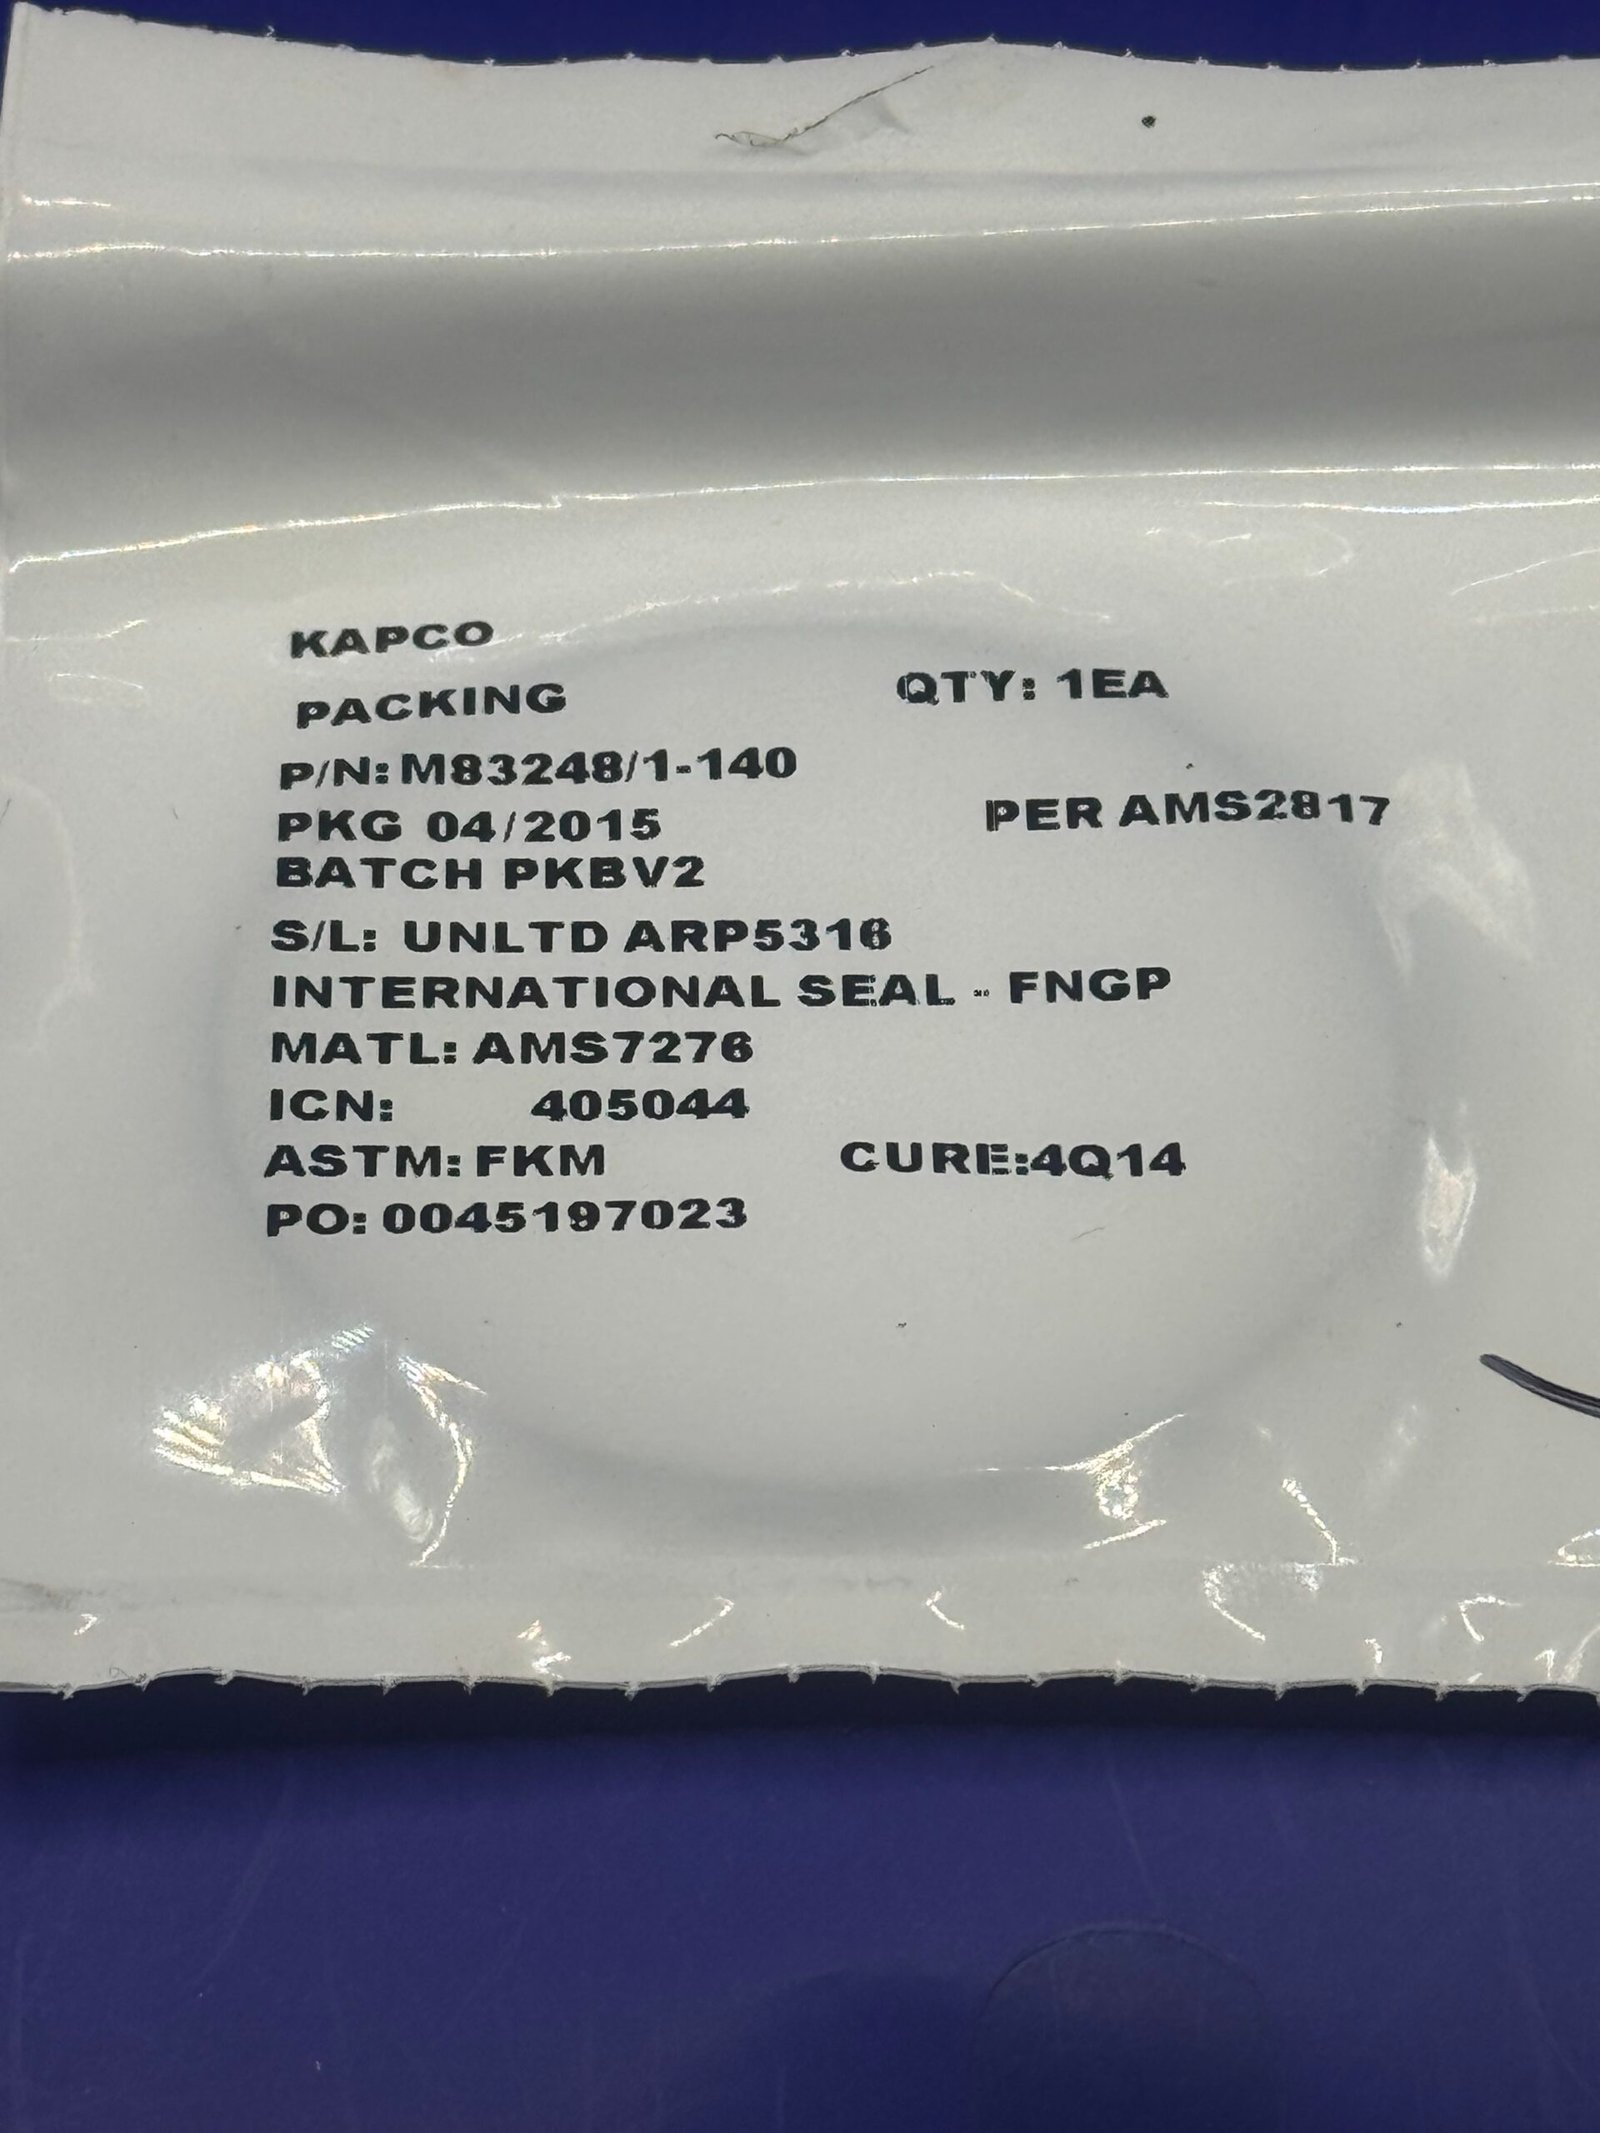 KAPCO
PACKING QTY: 1EA
P/N: M83248/1-140
PKG 04/2015 PER AMS2817
BATCH PKBV2
S/L: UNLTD ARP5316
INTERNATIONAL SEAL - FNGP
MATL: AMS7276
ICN: 405044
ASTM: FKM CURE:4Q14
PO: 0045197023